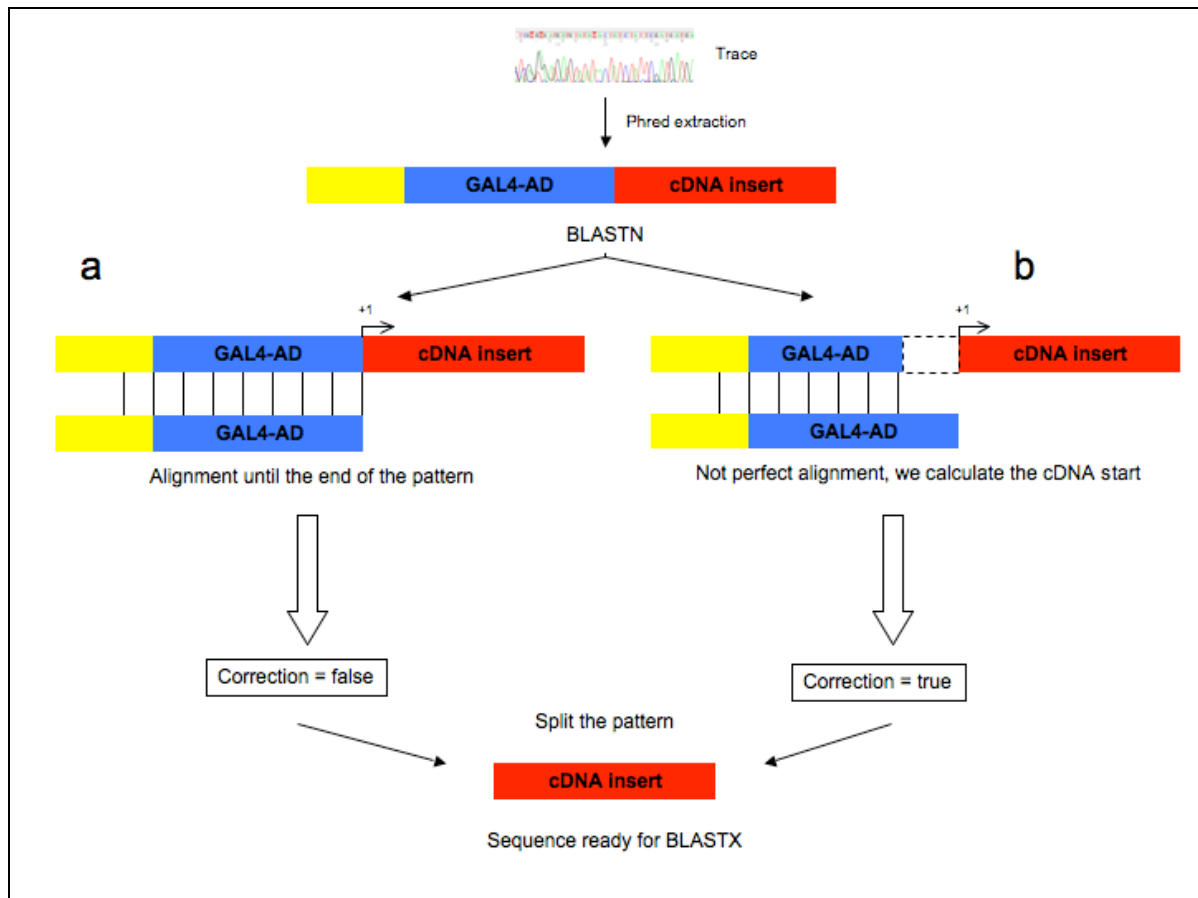 Trace
Phred extraction
GAL4-AD cDNA insert
BLASTN
a b
+1 +1
GAL4-AD cDNA insert GAL4-AD cDNA insert
GAL4-AD GAL4-AD
Alignment until the end of the pattern Not perfect alignment, we calculate the cDNA start
Correction = false Correction = true
Split the pattern
cDNA insert
Sequence ready for BLASTX